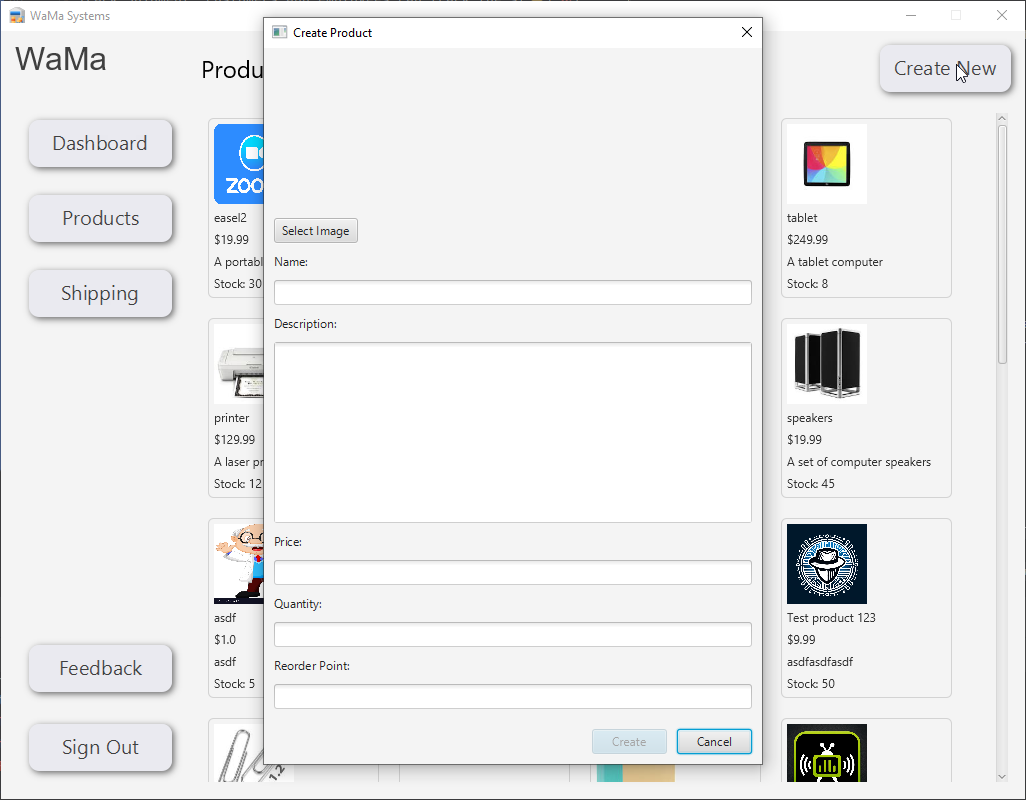 WaMa Systems
Create Product
WaMa
Produ
Create New
Dashboard
Products
Shipping
Feedback
Sign Out
ZOO
easel2
$19.99
A portabl
Stock: 30
printer
$129.99
A laser pr
Stock: 12
asdf
$1.0
asdf
Stock: 5
1.2
Select Image
Name:
Description:
Price:
Quantity:
Reorder Point:
Create
Cancel
tablet
$249.99
A tablet computer
Stock: 8
speakers
$19.99
A set of computer speakers
Stock: 45
Test product 123
$9.99
asdfasdfasdf
Stock: 50